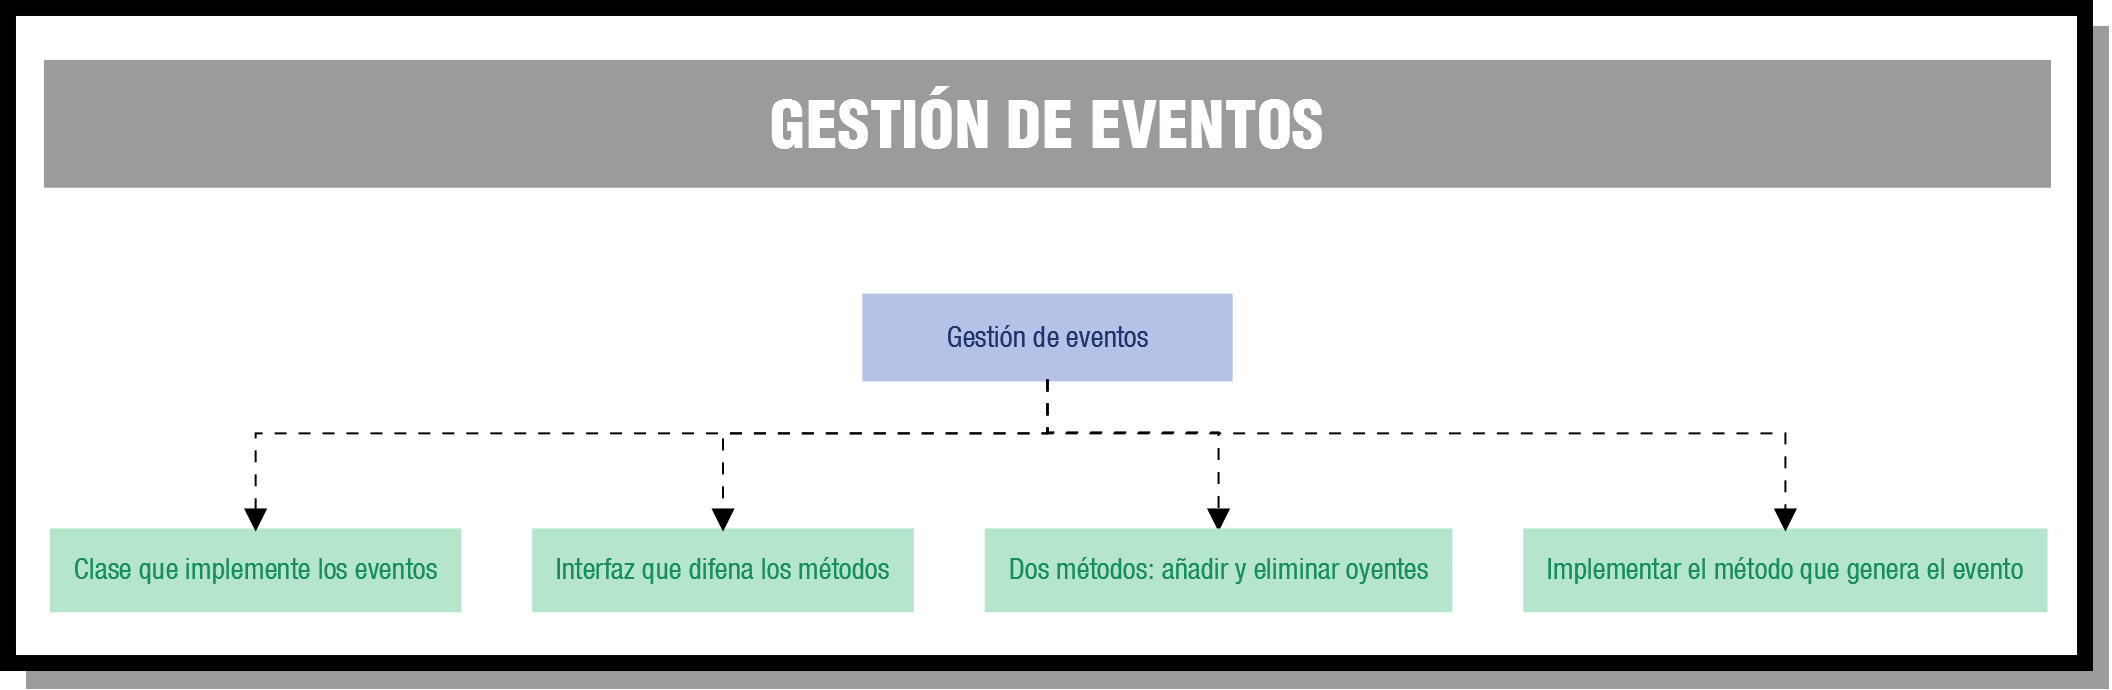 GESTIÓN DE EVENTOS
Gestión de eventos
Clase que implemente los eventos
Interfaz que difena los métodos
Dos métodos: añadir y eliminar oyentes
Implementar el método que genera el evento